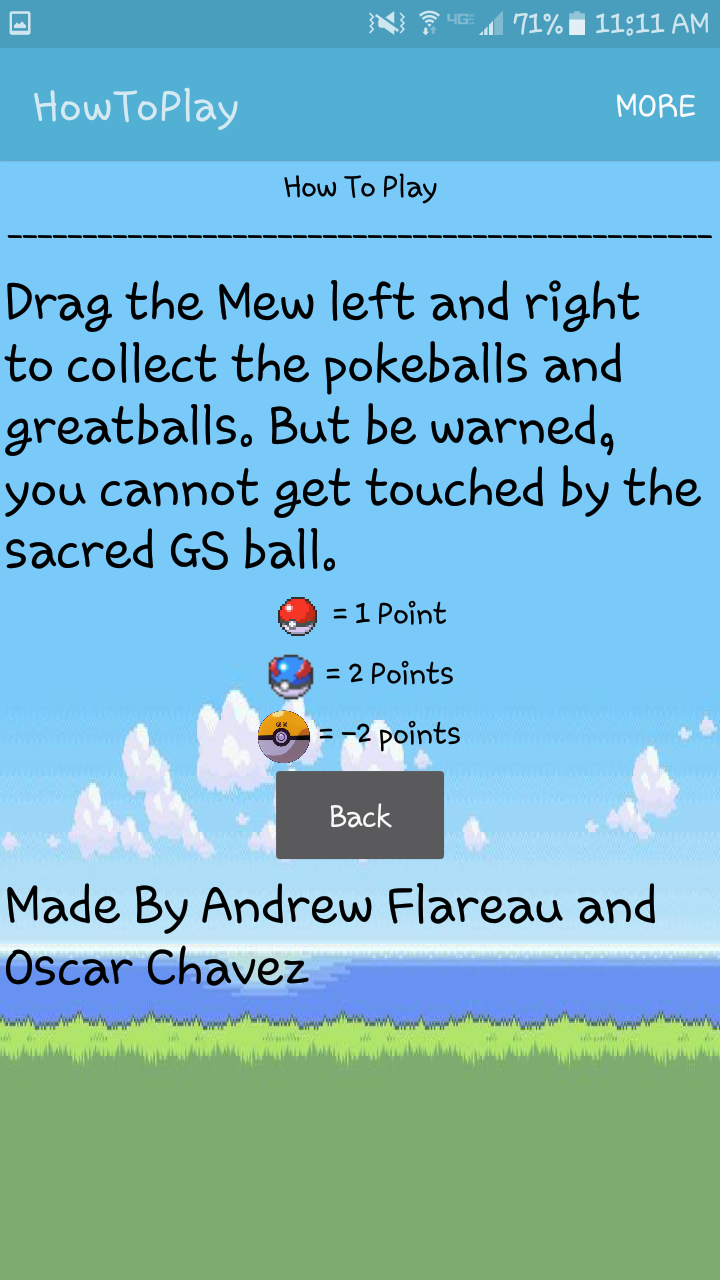 4GE 71% 11:11 AM
HowToPlay MORE
How To Play
-----------------------------------------------
Drag the Mew left and right
to collect the pokeballs and
greatballs. But be warned,
you cannot get touched by the
sacred GS ball.
= 1 Point
= 2 Points
= -2 points
Back
Made By Andrew Flareau and
Oscar Chavez